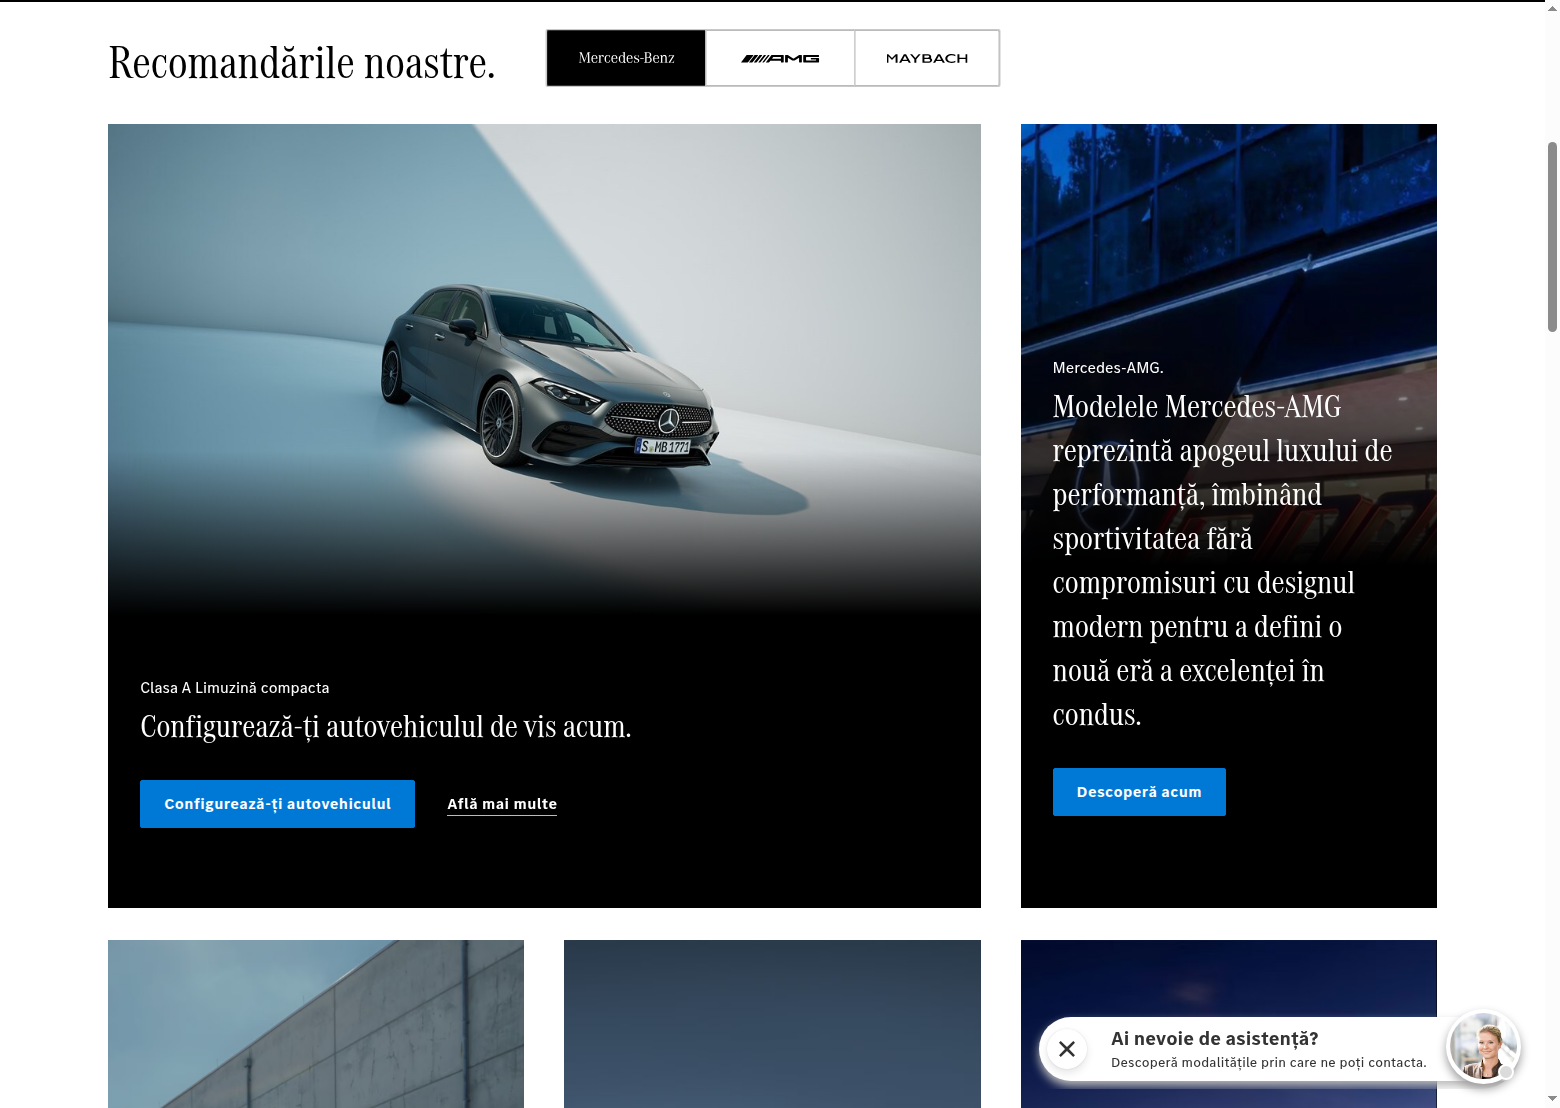 Recomandările noastre.
Mercedes-Benz
AMG
MAYBACH
S MB 1771
Clasa A Limuzină compacta
Configurează-ți autovehiculul de vis acum.
Configurează-ți autovehiculul
Află mai multe
Mercedes-AMG.
Modelele Mercedes-AMG
reprezintă apogeul luxului de
performanță, îmbinând
sportivitatea fără
compromisuri cu designul
modern pentru a defini o
nouă eră a excelenței în
condus.
Descoperă acum
Ai nevoie de asistență?
Descoperă modalitățile prin care ne poți contacta.